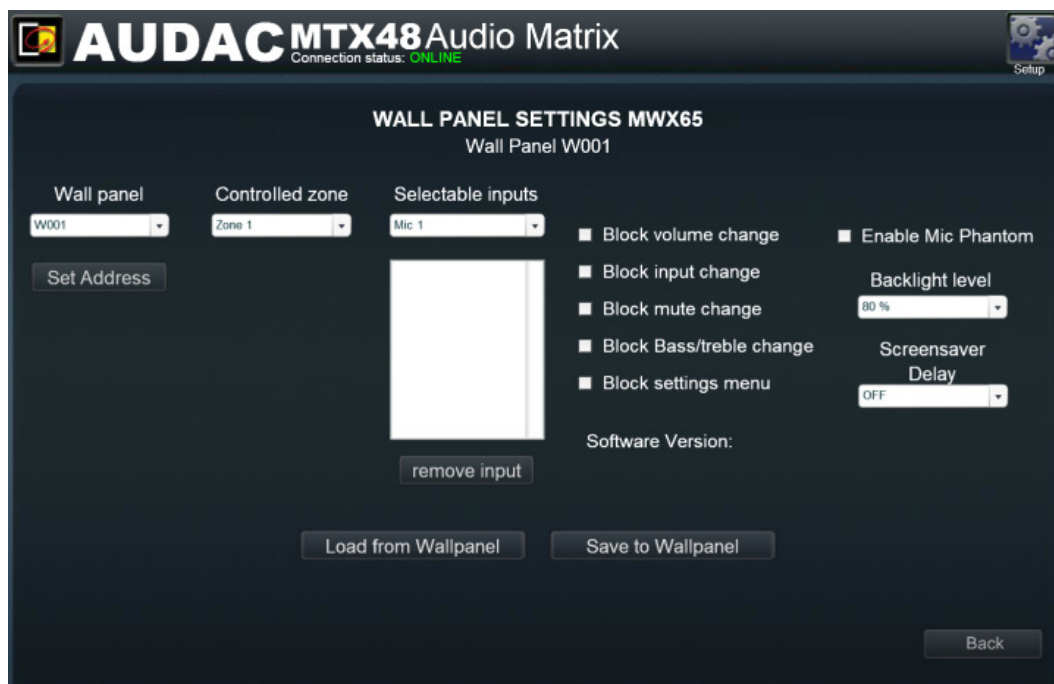 AUDAC MTX48 Audio Matrix
Connection status: ONLINE
Setup
WALL PANEL SETTINGS MWX65
Wall Panel W001
Wall panel
W001
Set Address
Controlled zone
Zone 1
Selectable inputs
Mic 1
remove input
Block volume change
Block input change
Block mute change
Block Bass/treble change
Block settings menu
Software Version:
Enable Mic Phantom
Backlight level
80 %
Screensaver
Delay
OFF
Load from Wallpanel
Save to Wallpanel
Back